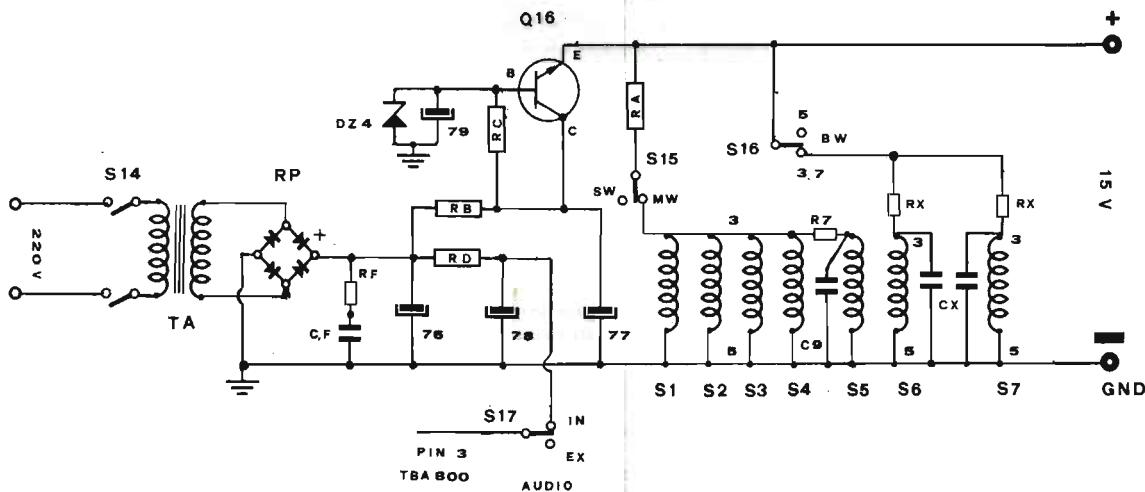 Q16
+
E
B
C
DZ4
79
RC
RA
S15
SW
MW
S16
5
BW
3,7
15 V
S14
RP
220V
TA
+
RB
RD
RF
C,F
76
78
77
RX
RX
3
R7
3
3
C9
CX
5
5
5
S1 S2 S3 S4 S5 S6 S7
GND
S17
IN
EX
PIN 3
TBA 800
AUDIO